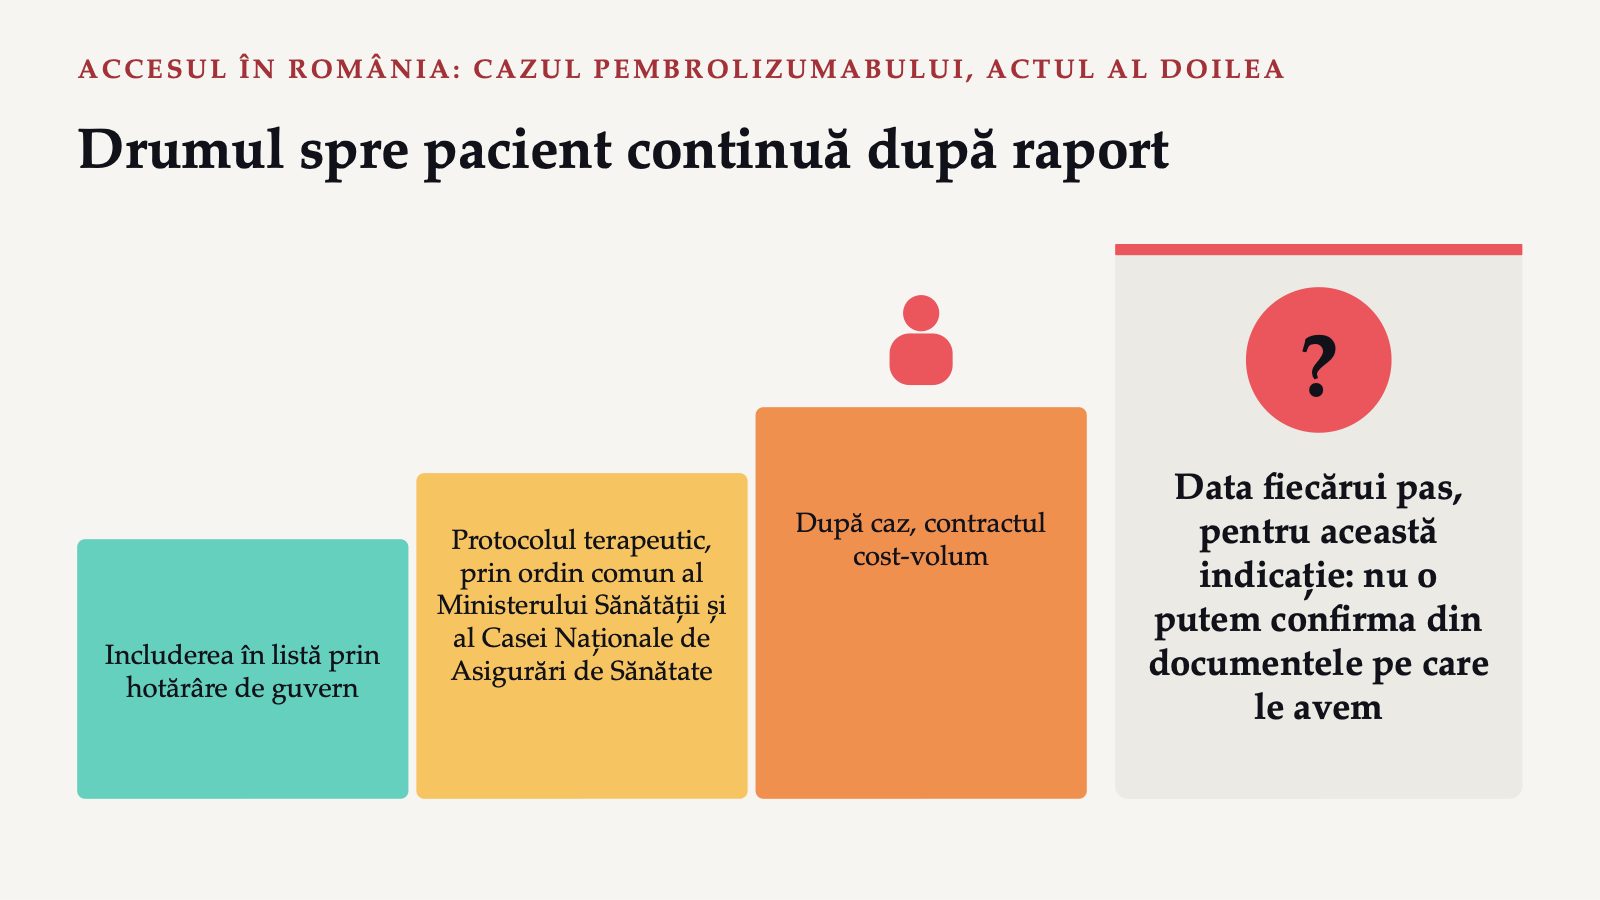 ACCESUL ÎN ROMÂNIA: CAZUL PEMBROLIZUMABULUI, ACTUL AL DOILEA
Drumul spre pacient continuă după raport
Includerea în listă prin
hotărâre de guvern
Protocolul terapeutic,
prin ordin comun al
Ministerului Sănătății și
al Casei Naționale de
Asigurări de Sănătate
După caz, contractul
cost-volum
?
Data fiecărui pas,
pentru această
indicație: nu o
putem confirma din
documentele pe care
le avem